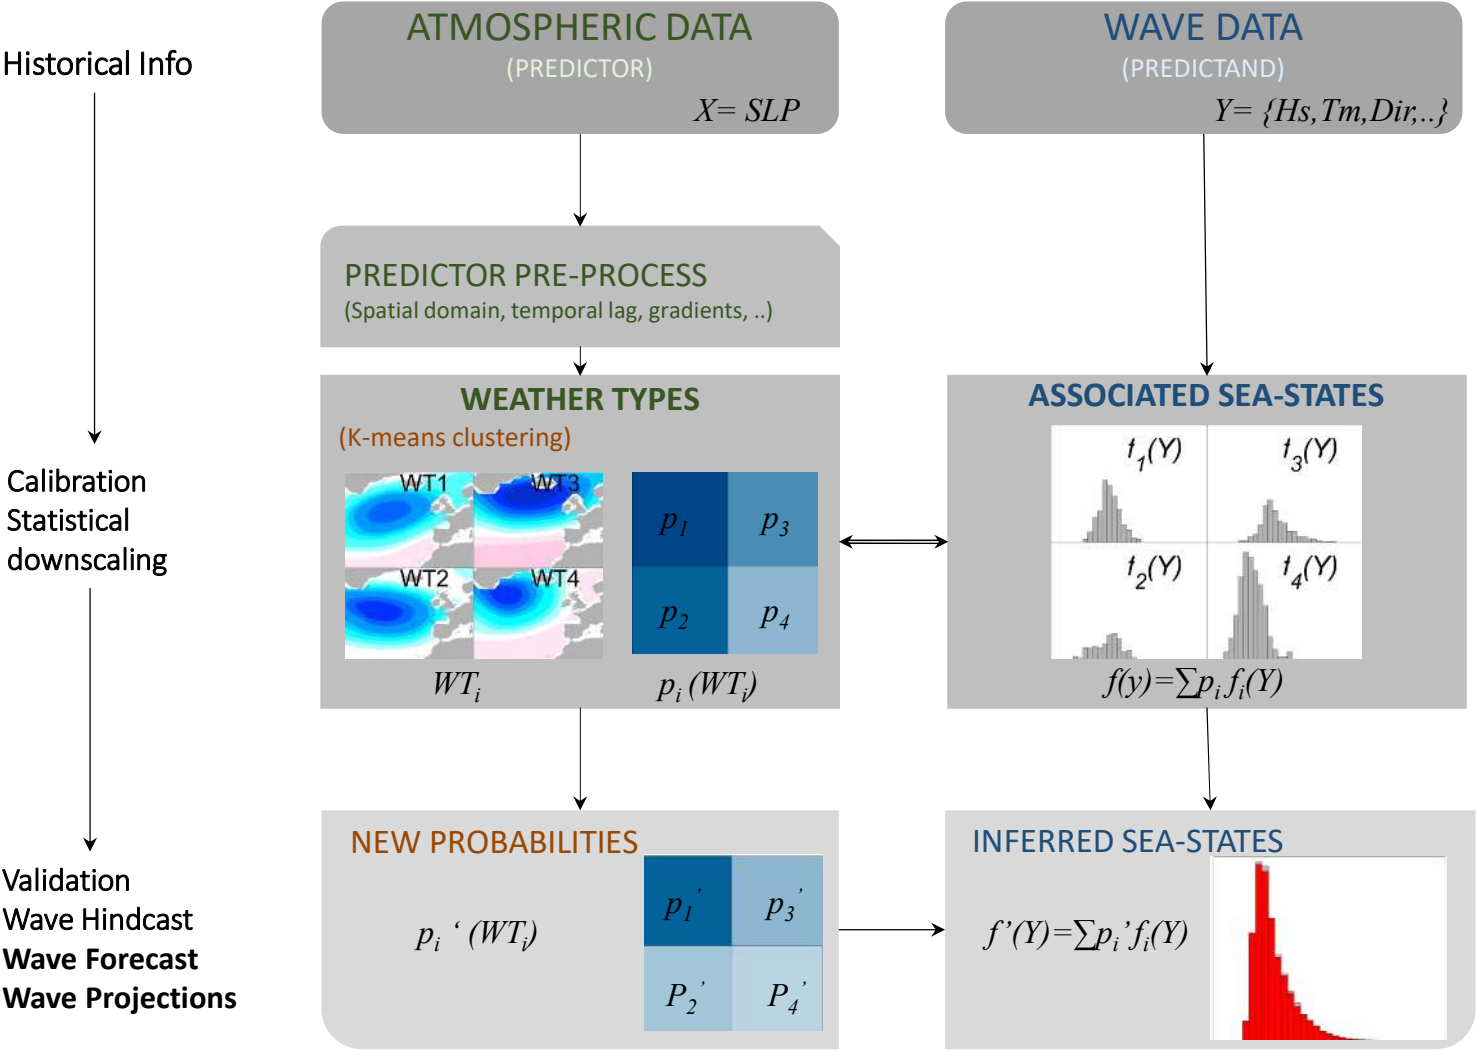 Historical Info
ATMOSPHERIC DATA
(PREDICTOR)
X= SLP
WAVE DATA
(PREDICTAND)
Y= {Hs,Tm,Dir,..}
PREDICTOR PRE-PROCESS
(Spatial domain, temporal lag, gradients, ..)
Calibration
Statistical
downscaling
WEATHER TYPES
(K-means clustering)
WT1
WT3
WT2
WT4
p1
p3
p2
p4
WTi
pi (WTi)
ASSOCIATED SEA-STATES
f1(Y)
f3(Y)
f2(Y)
f4(Y)
f(y)=∑pi fi(Y)
Validation
Wave Hindcast
Wave Forecast
Wave Projections
NEW PROBABILITIES
pi ‘ (WTi)
p1’
p3’
P2’
P4’
INFERRED SEA-STATES
f’(Y)=∑pi’fi(Y)